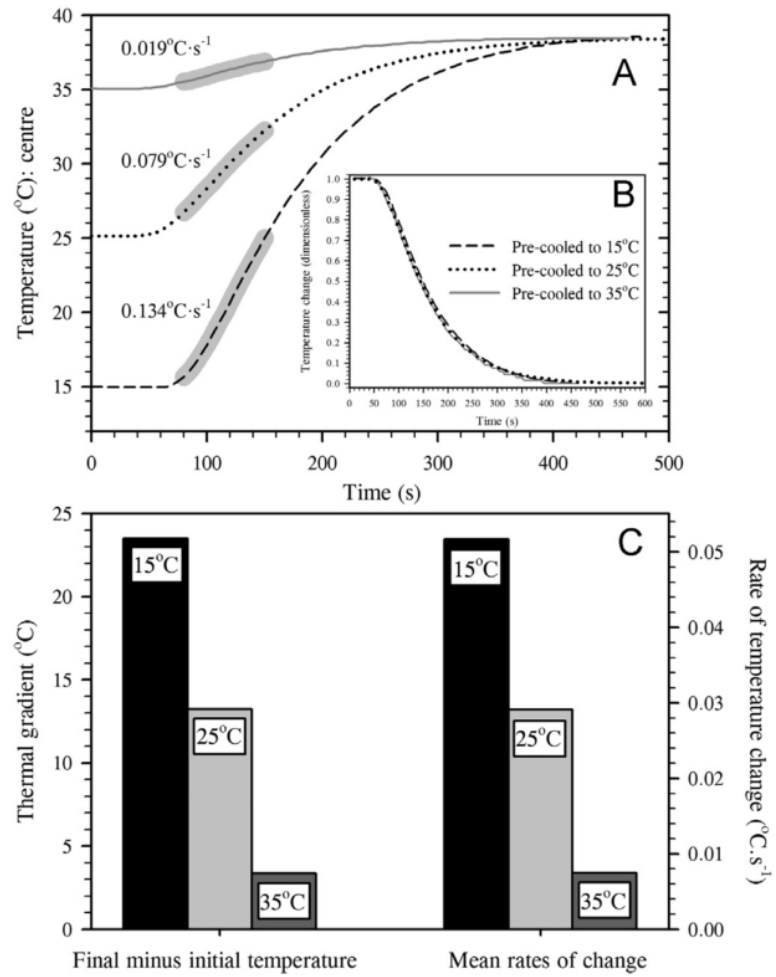 40
35
30
25
20
15
Temperature (°C): centre
0.019°C·s⁻¹
0.079°C·s⁻¹
0.134°C·s⁻¹
A
0
100
200
300
400
500
Time (s)
B
1.0
0.9
0.8
0.7
0.6
0.5
0.4
0.3
0.2
0.1
0.0
Temperature change (dimensionless)
Pre-cooled to 15°C
Pre-cooled to 25°C
Pre-cooled to 35°C
0
50
100
150
200
250
300
350
400
450
500
550
600
Time (s)
C
25
20
15
10
5
0
Thermal gradient (°C)
15°C
25°C
35°C
15°C
25°C
35°C
0.05
0.04
0.03
0.02
0.01
0.00
Rate of temperature
change (°C.s⁻¹)
Final minus initial temperature
Mean rates of change